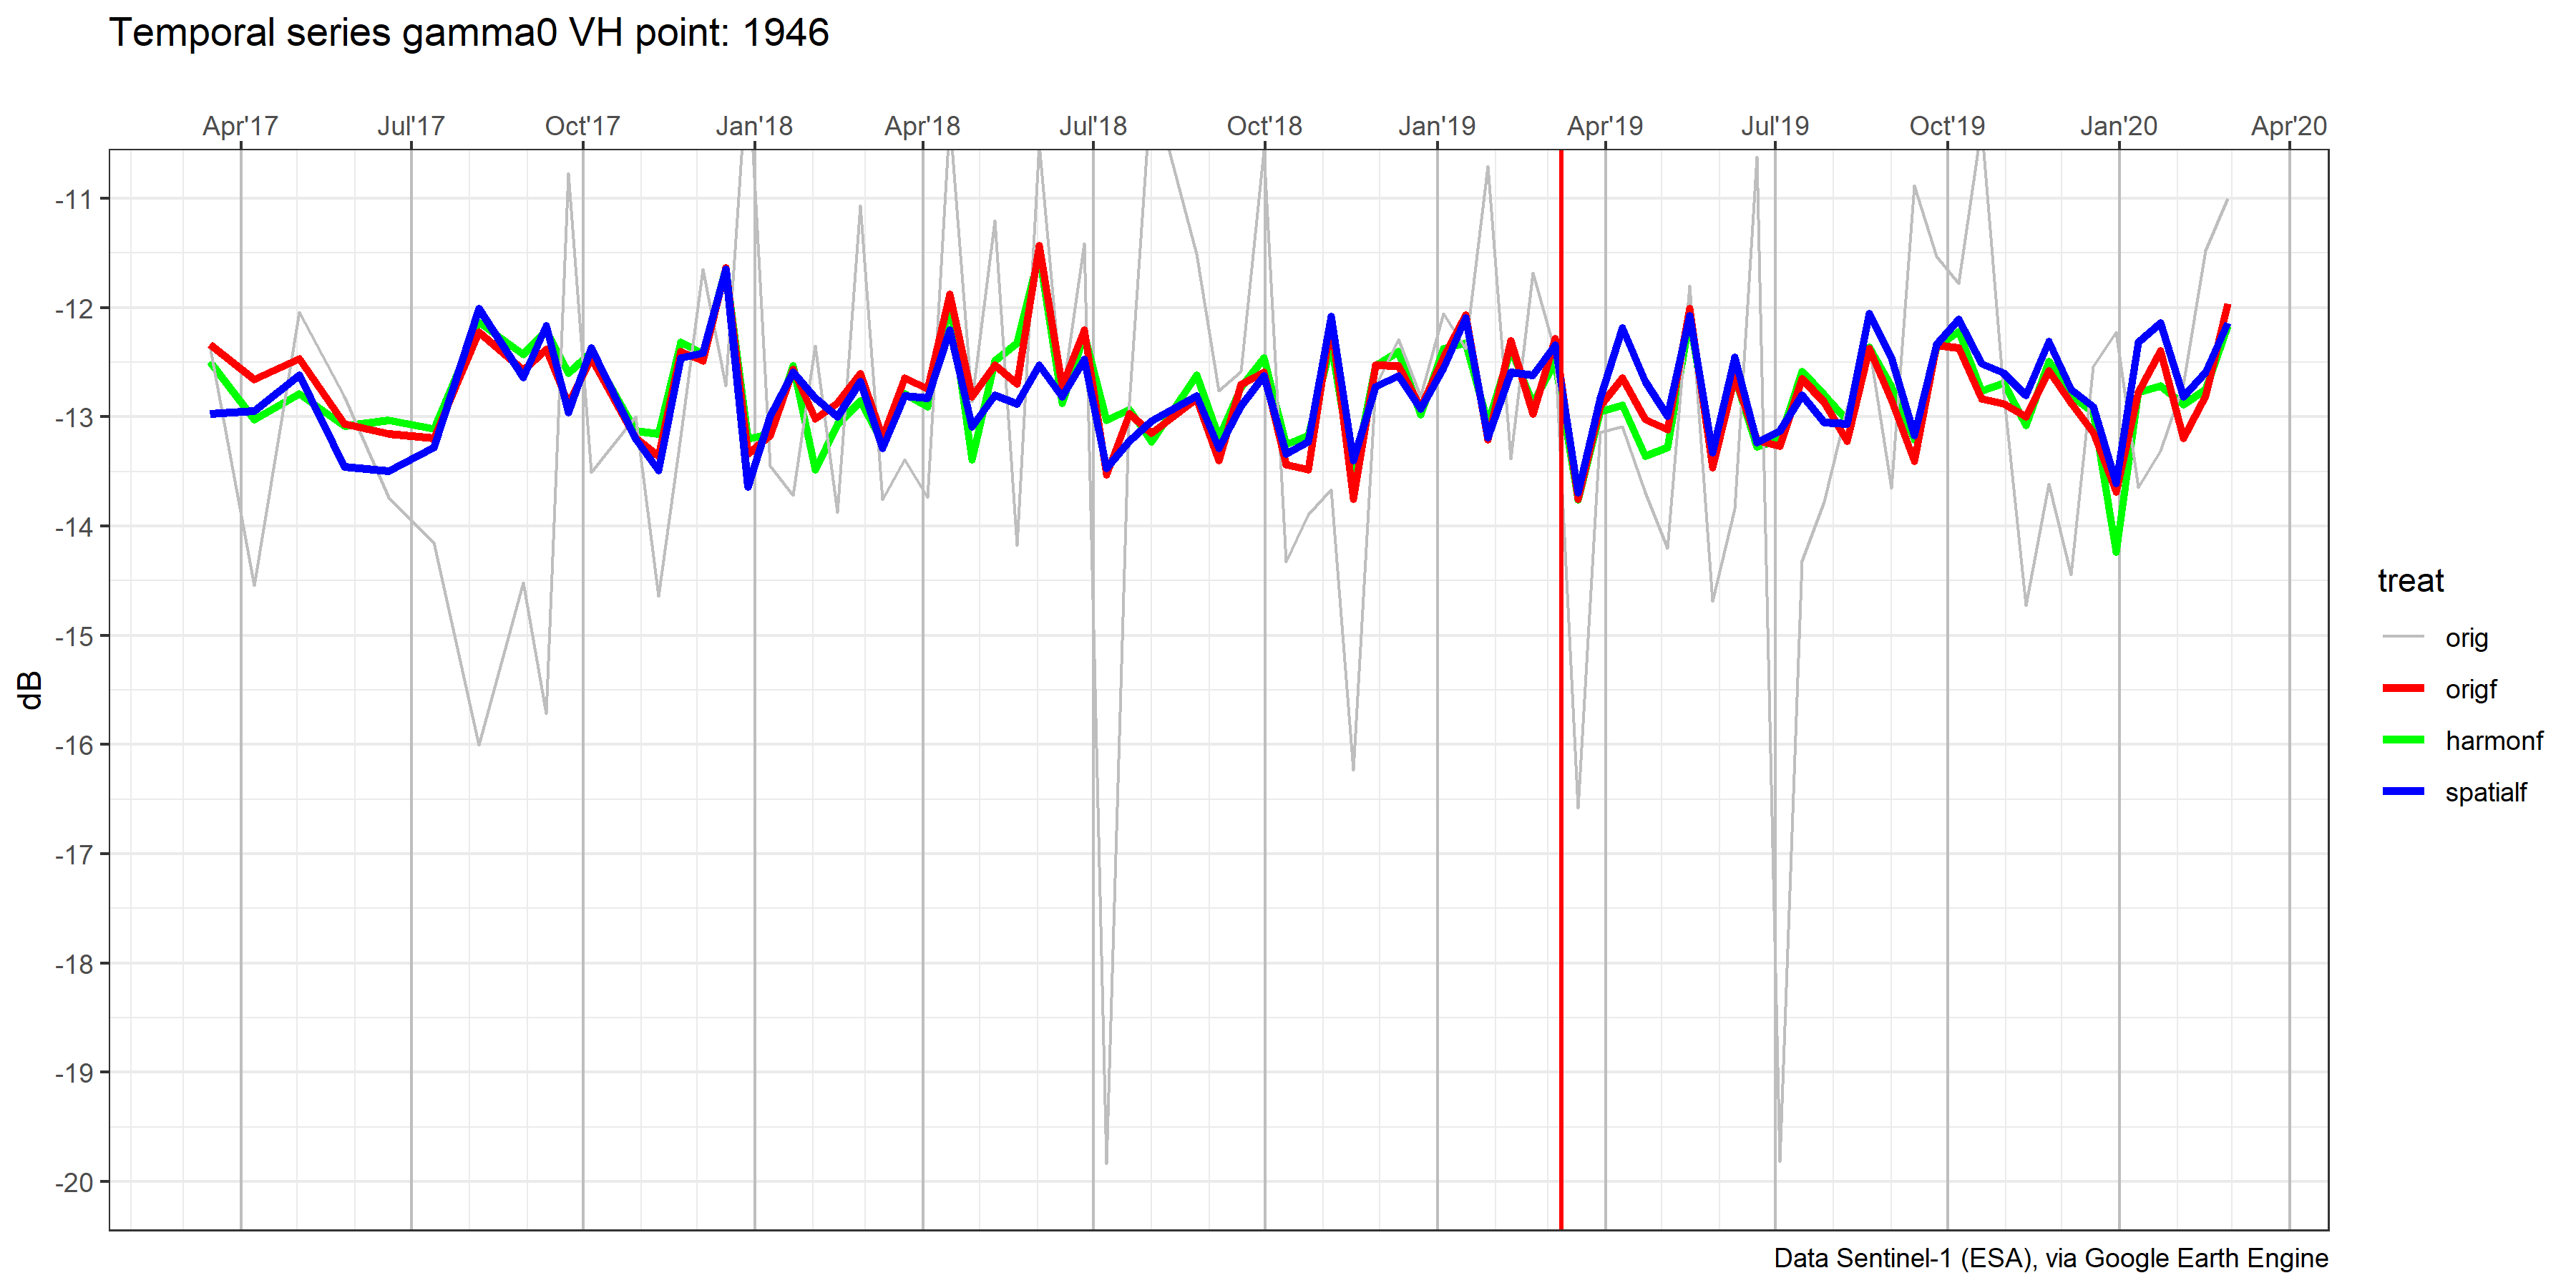 Temporal series gamma0 VH point: 1946
Apr'17 Jul'17 Oct'17 Jan'18 Apr'18 Jul'18 Oct'18 Jan'19 Apr'19 Jul'19 Oct'19 Jan'20 Apr'20
-11
-12
-13
-14
-15
-16
-17
-18
-19
-20
dB
treat
orig
origf
harmonf
spatialf
Data Sentinel-1 (ESA), via Google Earth Engine